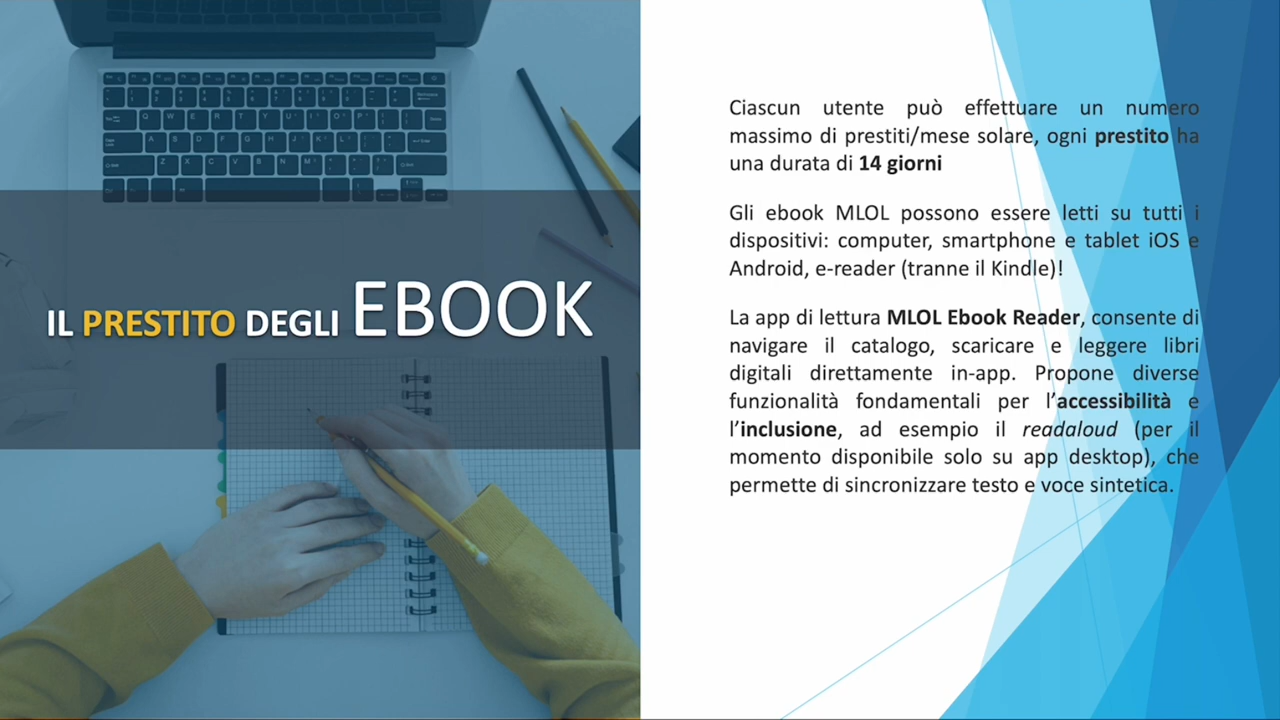 IL PRESTITO DEGLI EBOOK
Ciascun utente può effettuare un numero
massimo di prestiti/mese solare, ogni prestito ha
una durata di 14 giorni
Gli ebook MLOL possono essere letti su tutti i
dispositivi: computer, smartphone e tablet iOS e
Android, e-reader (tranne il Kindle)!
La app di lettura MLOL Ebook Reader, consente di
navigare il catalogo, scaricare e leggere libri
digitali direttamente in-app. Propone diverse
funzionalità fondamentali per l’accessibilità e
l’inclusione, ad esempio il readaloud (per il
momento disponibile solo su app desktop), che
permette di sincronizzare testo e voce sintetica.